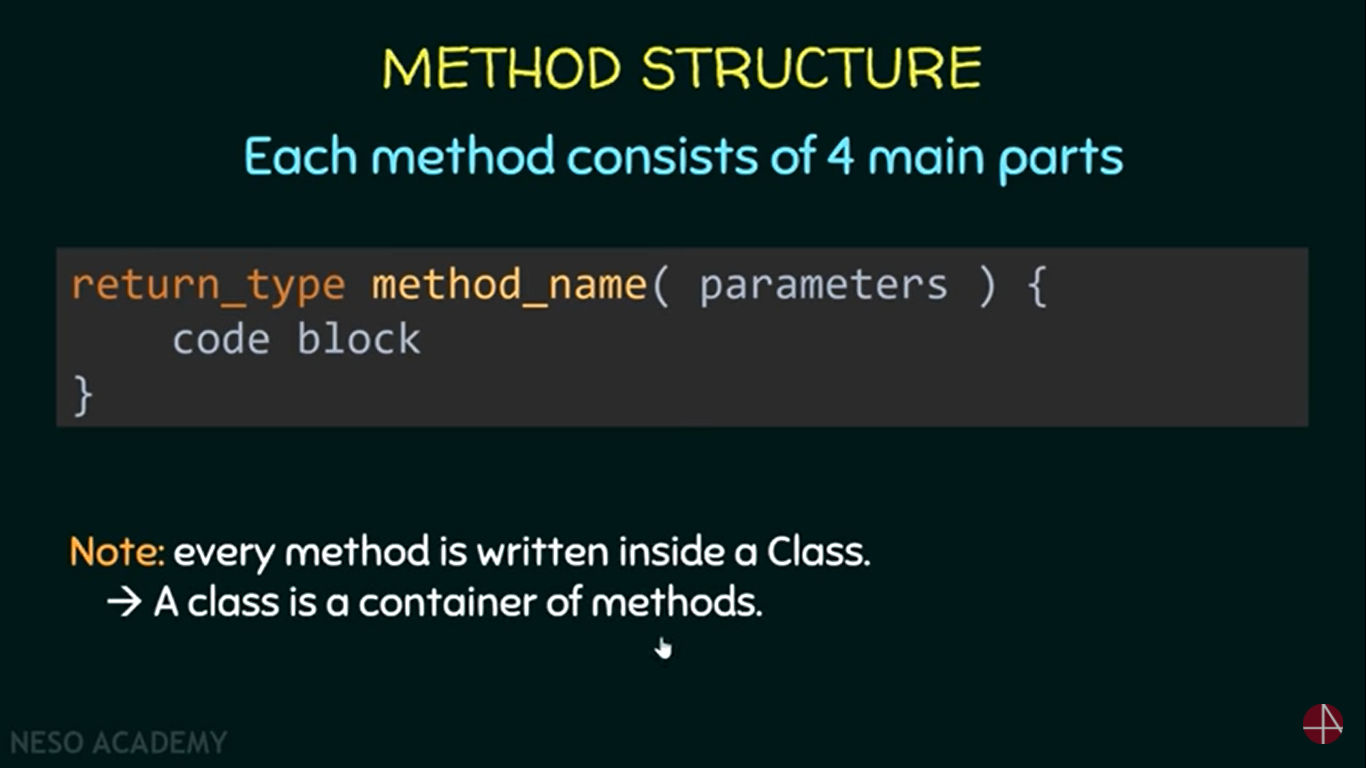 METHOD STRUCTURE
Each method consists of 4 main parts
return_type method_name( parameters ) {
code block
}
Note: every method is written inside a Class.
→ A class is a container of methods.
NESO ACADEMY